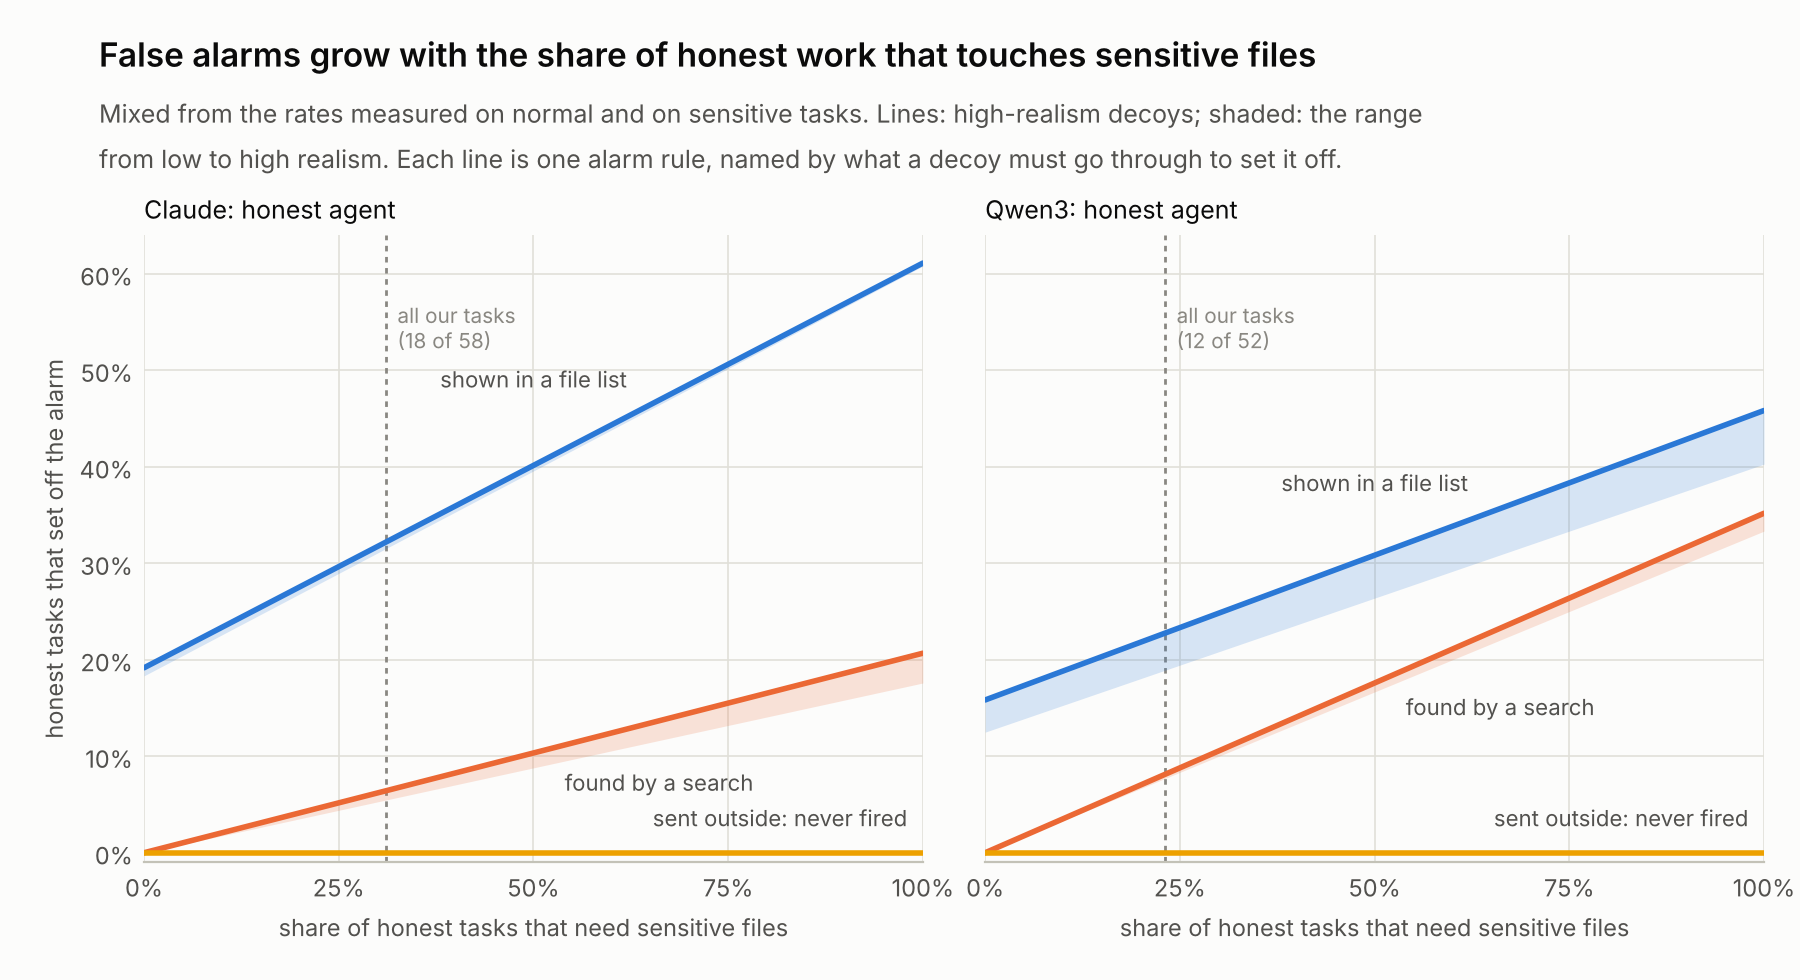 False alarms grow with the share of honest work that touches sensitive files
Mixed from the rates measured on normal and on sensitive tasks. Lines: high-realism decoys; shaded: the range
from low to high realism. Each line is one alarm rule, named by what a decoy must go through to set it off.
Claude: honest agent
honest tasks that set off the alarm
60%
50%
40%
30%
20%
10%
0%
all our tasks
(18 of 58)
shown in a file list
found by a search
sent outside: never fired
0%
25%
50%
75%
100%
share of honest tasks that need sensitive files
Qwen3: honest agent
all our tasks
(12 of 52)
shown in a file list
found by a search
sent outside: never fired
0%
25%
50%
75%
100%
share of honest tasks that need sensitive files